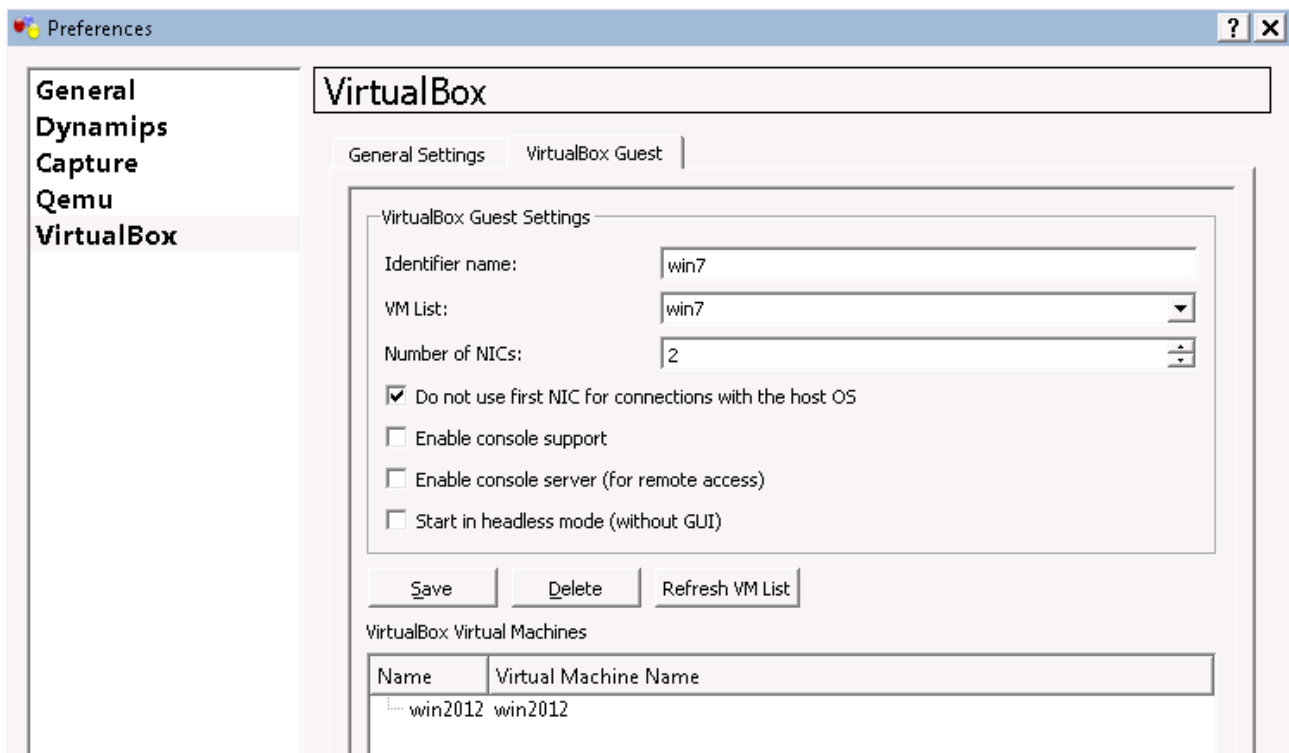 Preferences
General
Dynamips
Capture
Qemu
VirtualBox
VirtualBox
General Settings VirtualBox Guest
VirtualBox Guest Settings
Identifier name: win7
VM List: win7
Number of NICs: 2
Do not use first NIC for connections with the host OS
Enable console support
Enable console server (for remote access)
Start in headless mode (without GUI)
Save Delete Refresh VM List
VirtualBox Virtual Machines
Name Virtual Machine Name
win2012 win2012